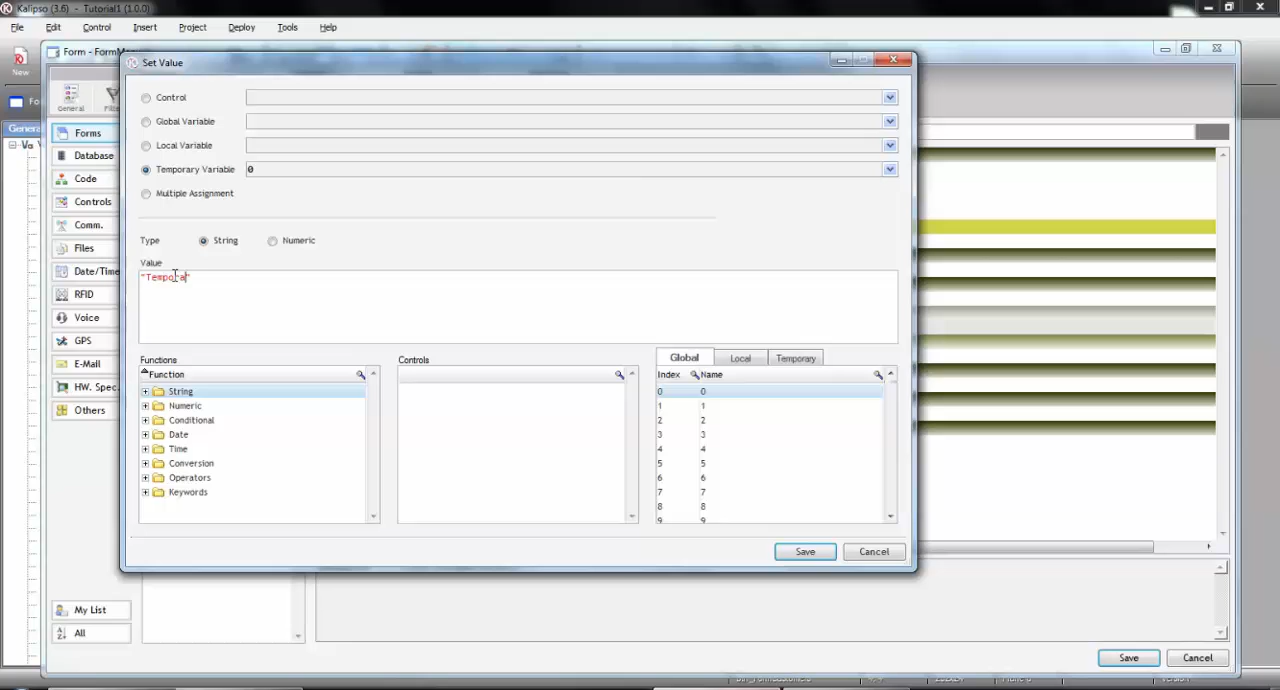 Kalipso (3.6) - Tutorial1 (1.0.0)
File Edit Control Insert Project Deploy Tools Help
New
Form -
Set Value
General
Forms
Database
Code
Controls
Comm.
Files
Date/Time
RFID
Voice
GPS
E-Mail
HW. Spec.
Others
My List
All
Control
Global Variable
Local Variable
Temporary Variable 0
Multiple Assignment
Type String Numeric
Value
"Tempora"
Functions
Function
String
Numeric
Conditional
Date
Time
Conversion
Operators
Keywords
Controls
Global Local Temporary
Index Name
0 0
1 1
2 2
3 3
4 4
5 5
6 6
7 7
8 8
9 9
Save Cancel
Save Cancel